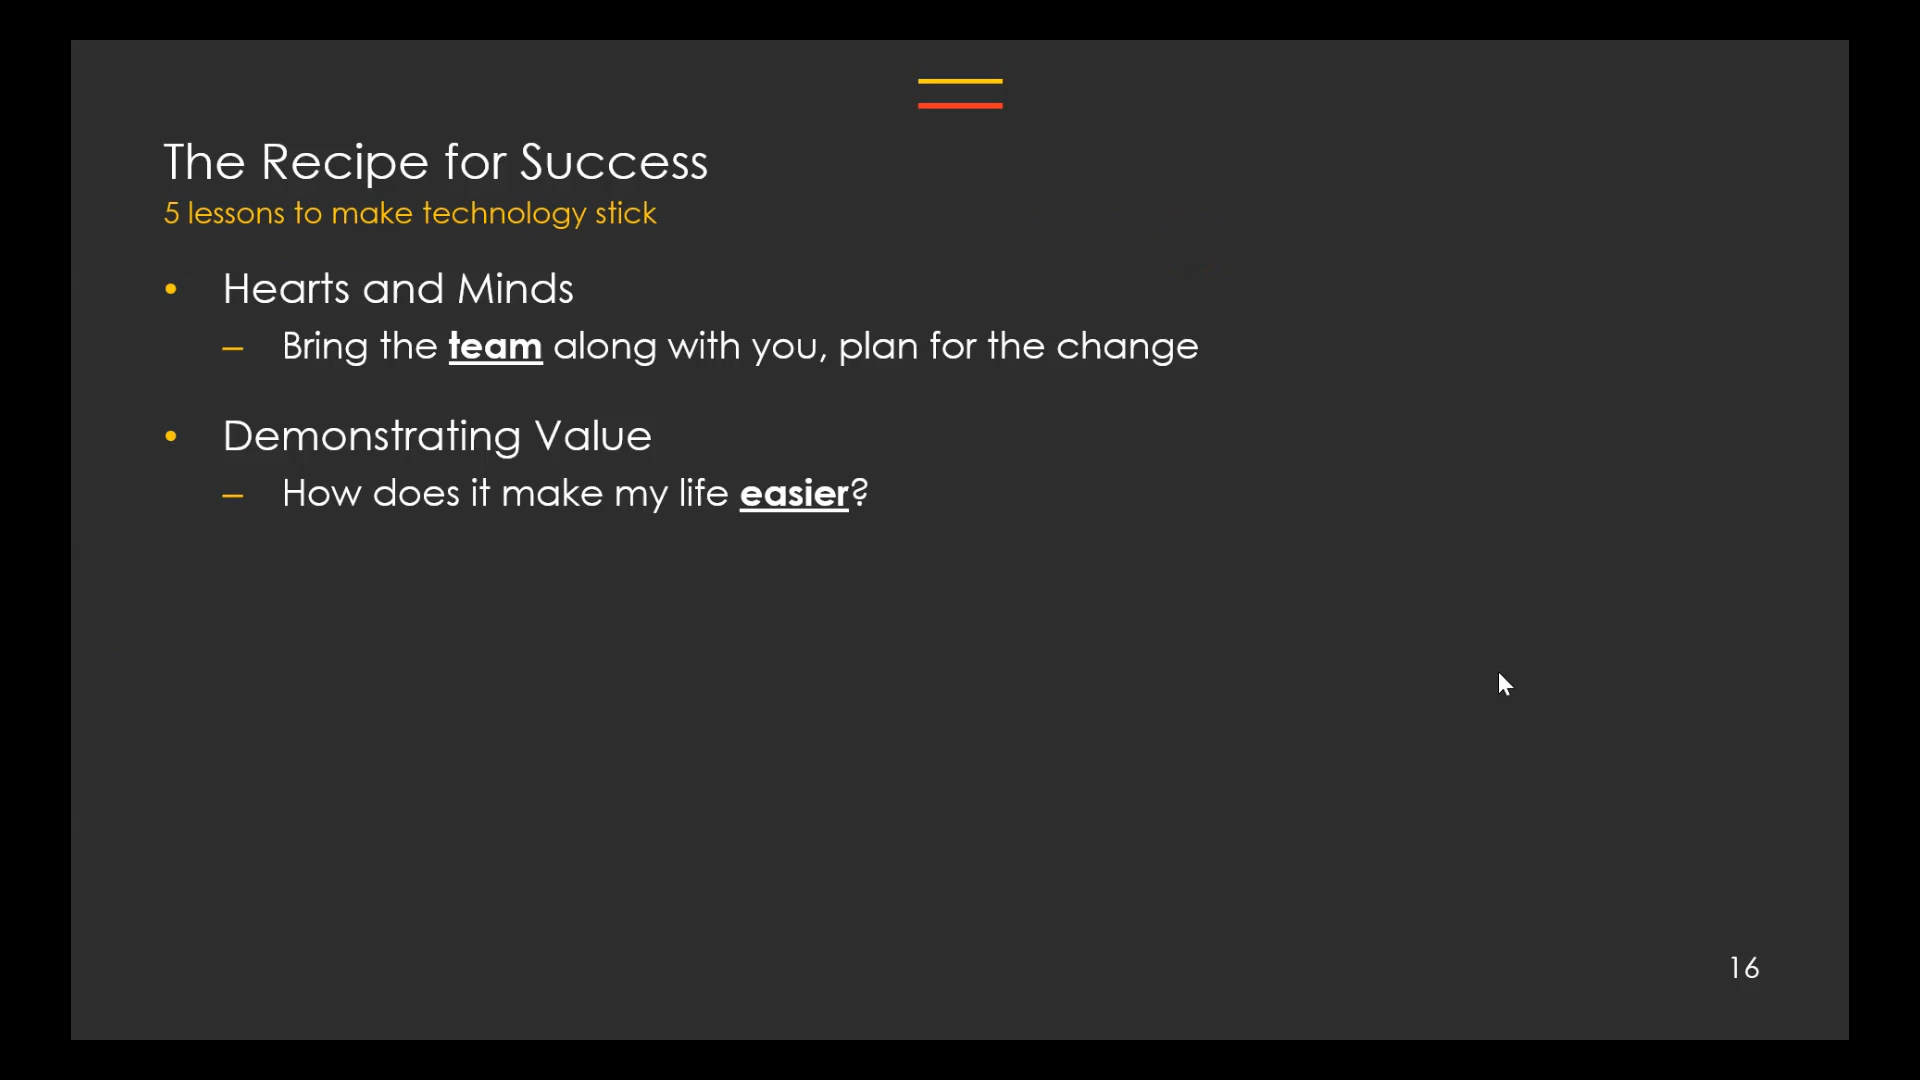 The Recipe for Success
5 lessons to make technology stick
• Hearts and Minds
– Bring the team along with you, plan for the change
• Demonstrating Value
– How does it make my life easier?
16